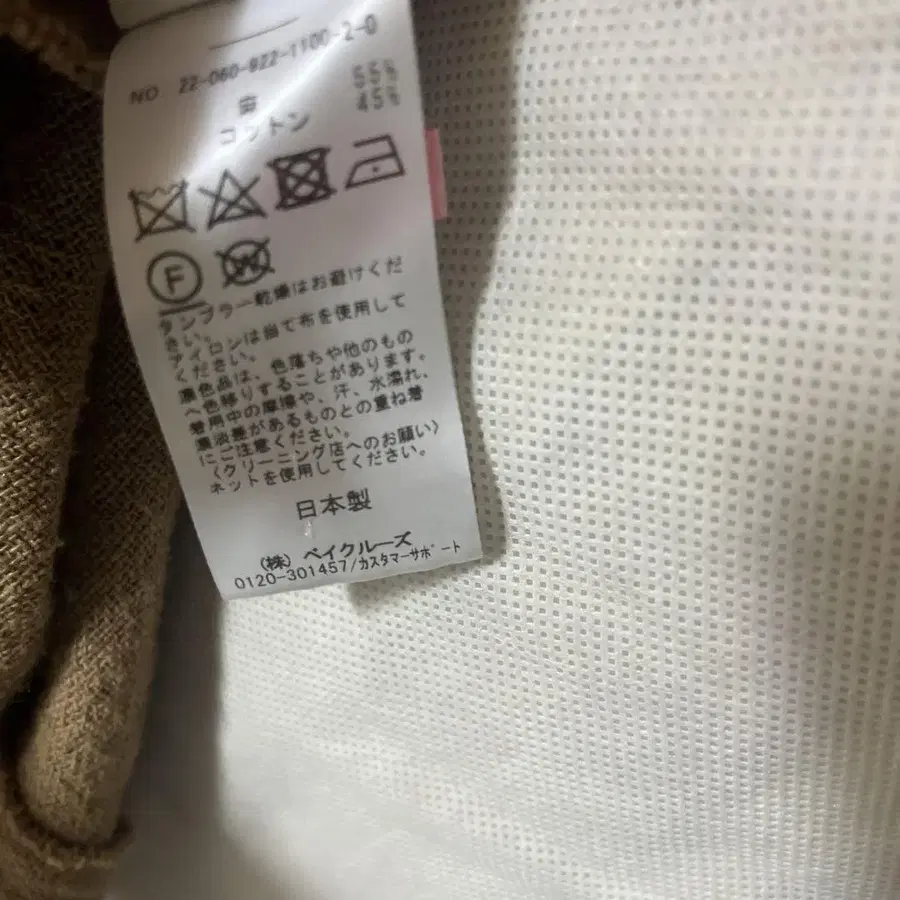 NO 22-060-922-1100-2-0
55%
コットン 45%
F
W
タンブラー乾燥はお避けくだ
さい。
アイロンは当て布を使用して
ください。
濃色品は、色落ちや他のもの
へ色移りすることがあります。
着用中の摩擦や、汗、水濡れ、
濃淡差があるものとの重ね着
にご注意ください。
〈クリーニング店へのお願い〉
ネットを使用してください。
日本製
(株) ベイクルーズ
0120-301457/カスタマーサポート